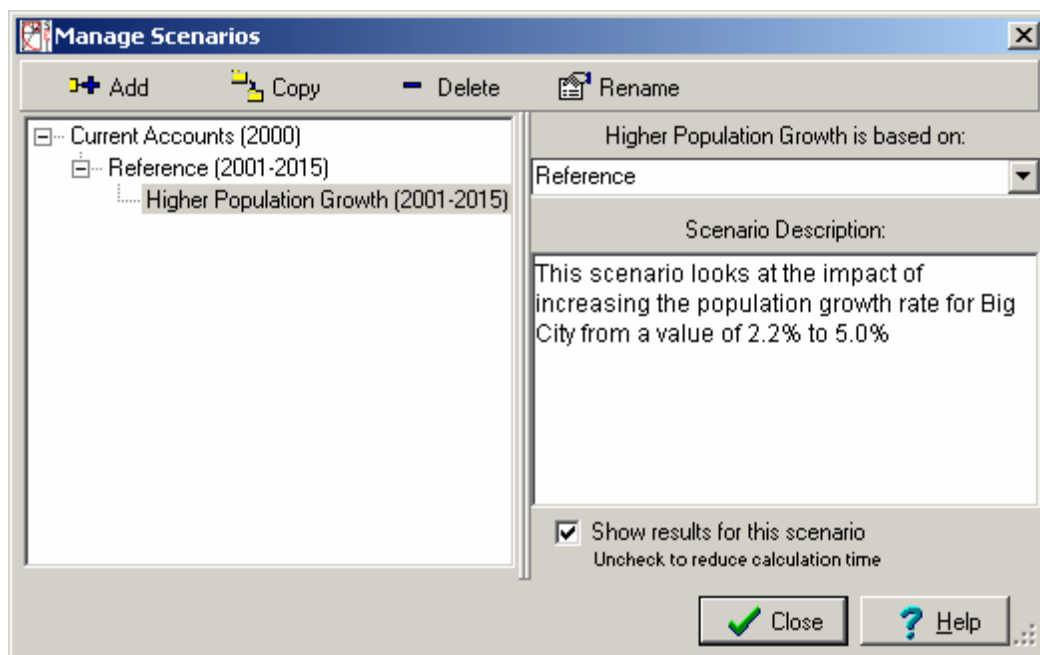 Manage Scenarios
Add Copy Delete Rename
Current Accounts (2000)
Reference (2001-2015)
Higher Population Growth (2001-2015)
Higher Population Growth is based on:
Reference
Scenario Description:
This scenario looks at the impact of
increasing the population growth rate for Big
City from a value of 2.2% to 5.0%
Show results for this scenario
Uncheck to reduce calculation time
Close Help